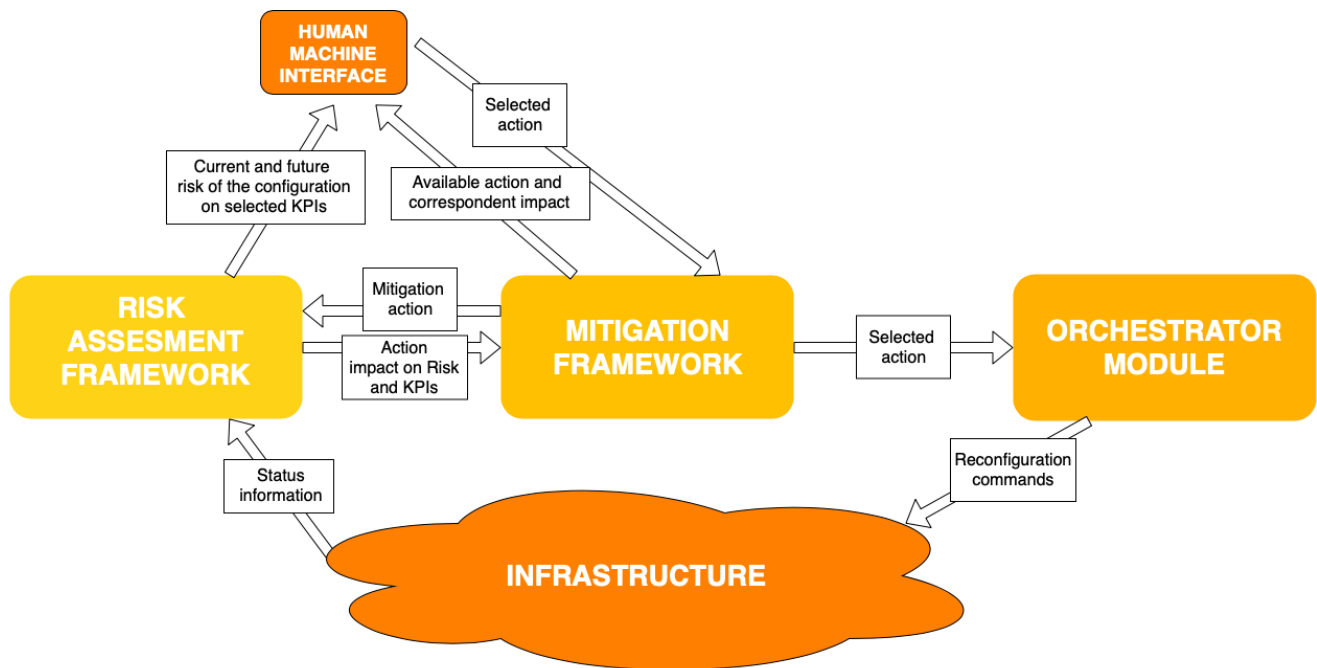 HUMAN
MACHINE
INTERFACE
Selected
action
Current and future
risk of the configuration
on selected KPIs
Available action and
correspondent impact
RISK
ASSESMENT
FRAMEWORK
Mitigation
action
Action
impact on Risk
and KPIs
MITIGATION
FRAMEWORK
Selected
action
ORCHESTRATOR
MODULE
Status
information
Reconfiguration
commands
INFRASTRUCTURE